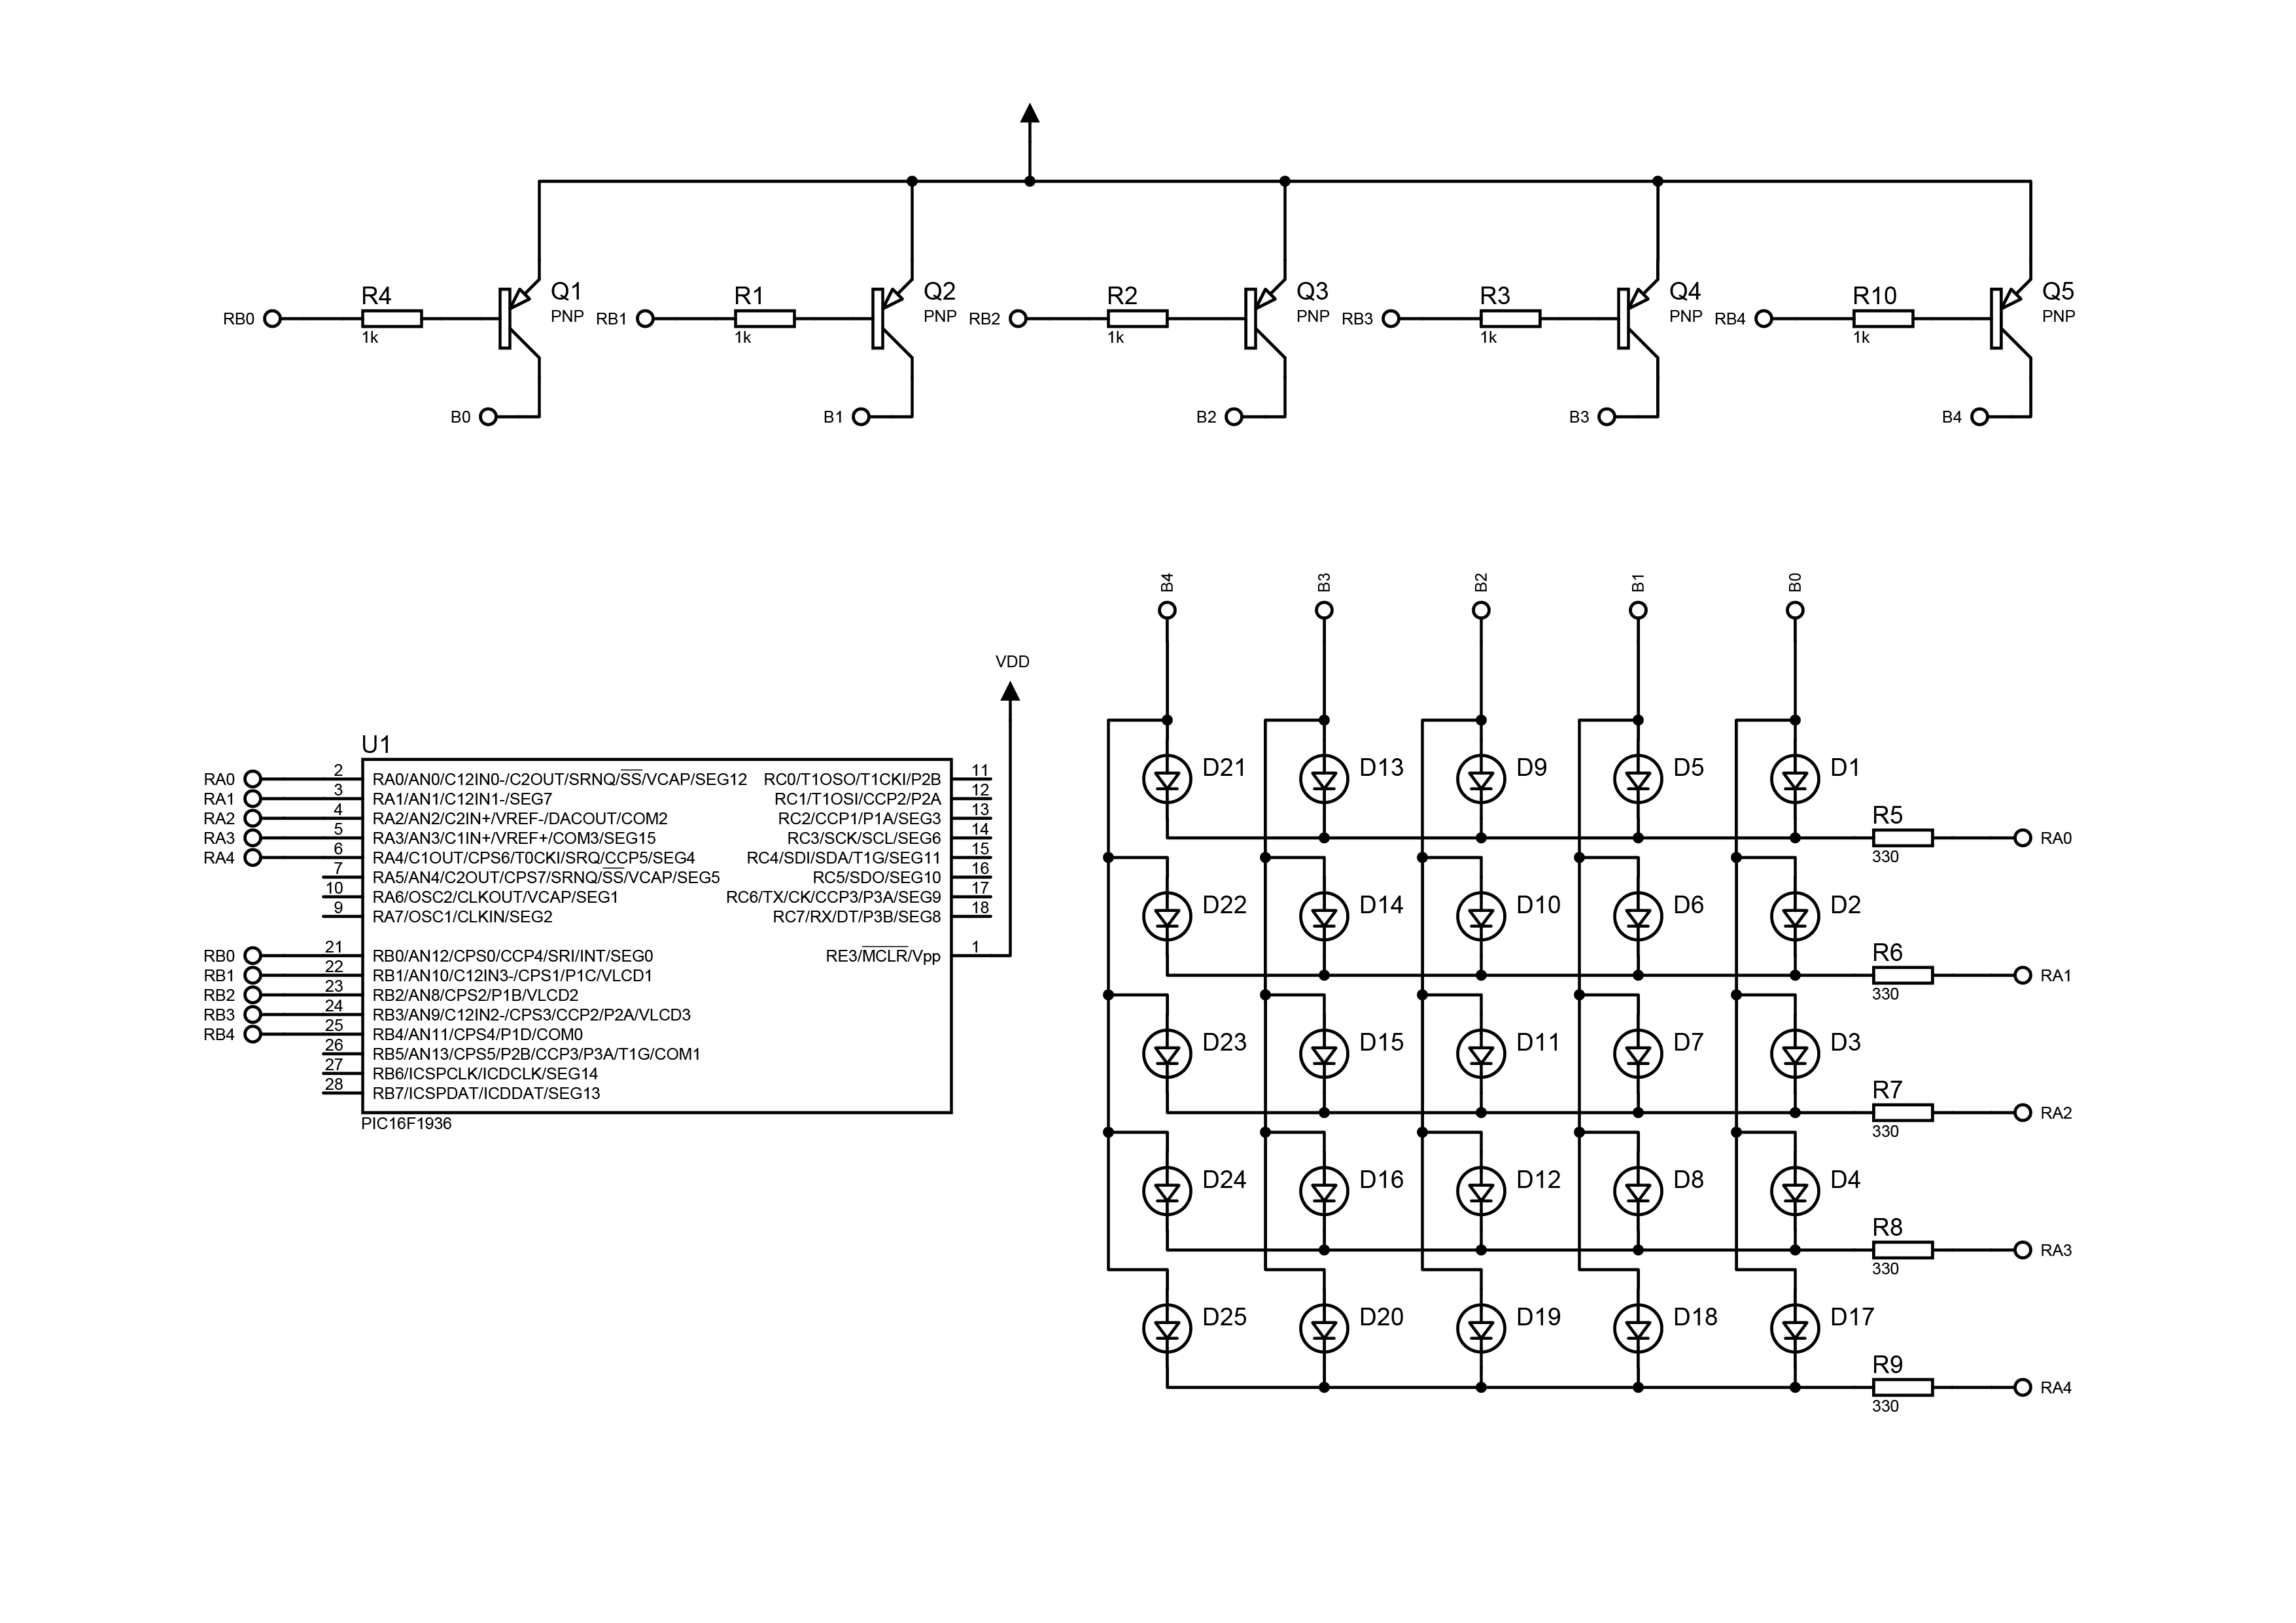 R4
Q1
R1
Q2
R2
Q3
R3
Q4
R10
Q5
RB0
PNP
RB1
PNP
RB2
PNP
RB3
PNP
RB4
PNP
1k
1k
1k
1k
1k
B0
B1
B2
B3
B4
B4
B3
B2
B1
B0
VDD
U1
RA0 2 RA0/AN0/C12IN0-/C2OUT/SRNQ/SS/VCAP/SEG12 RC0/T1OSO/T1CKI/P2B 11
RA1 3 RA1/AN1/C12IN1-/SEG7 RC1/T1OSI/CCP2/P2A 12
RA2 4 RA2/AN2/C2IN+/VREF-/DACOUT/COM2 RC2/CCP1/P1A/SEG3 13
RA3 5 RA3/AN3/C1IN+/VREF+/COM3/SEG15 RC3/SCK/SCL/SEG6 14
RA4 6 RA4/C1OUT/CPS6/T0CKI/SRQ/CCP5/SEG4 RC4/SDI/SDA/T1G/SEG11 15
7 RA5/AN4/C2OUT/CPS7/SRNQ/SS/VCAP/SEG5 RC5/SDO/SEG10 16
10 RA6/OSC2/CLKOUT/VCAP/SEG1 RC6/TX/CK/CCP3/P3A/SEG9 17
9 RA7/OSC1/CLKIN/SEG2 RC7/RX/DT/P3B/SEG8 18
RB0 21 RB0/AN12/CPS0/CCP4/SRI/INT/SEG0 RE3/MCLR/Vpp 1
RB1 22 RB1/AN10/C12IN3-/CPS1/P1C/VLCD1
RB2 23 RB2/AN8/CPS2/P1B/VLCD2
RB3 24 RB3/AN9/C12IN2-/CPS3/CCP2/P2A/VLCD3
RB4 25 RB4/AN11/CPS4/P1D/COM0
26 RB5/AN13/CPS5/P2B/CCP3/P3A/T1G/COM1
27 RB6/ICSPCLK/ICDCLK/SEG14
28 RB7/ICSPDAT/ICDDAT/SEG13
PIC16F1936
D21 D13 D9 D5 D1
R5
RA0
330
D22 D14 D10 D6 D2
R6
RA1
330
D23 D15 D11 D7 D3
R7
RA2
330
D24 D16 D12 D8 D4
R8
RA3
330
D25 D20 D19 D18 D17
R9
RA4
330